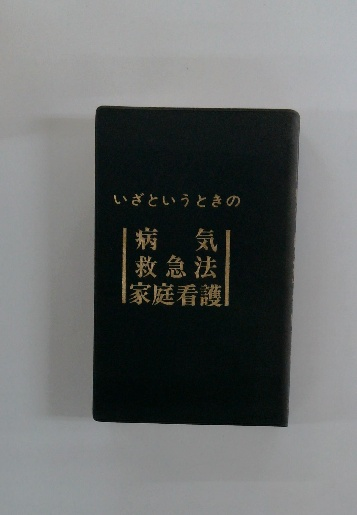 いざというときの
病気
救急法
家庭看護